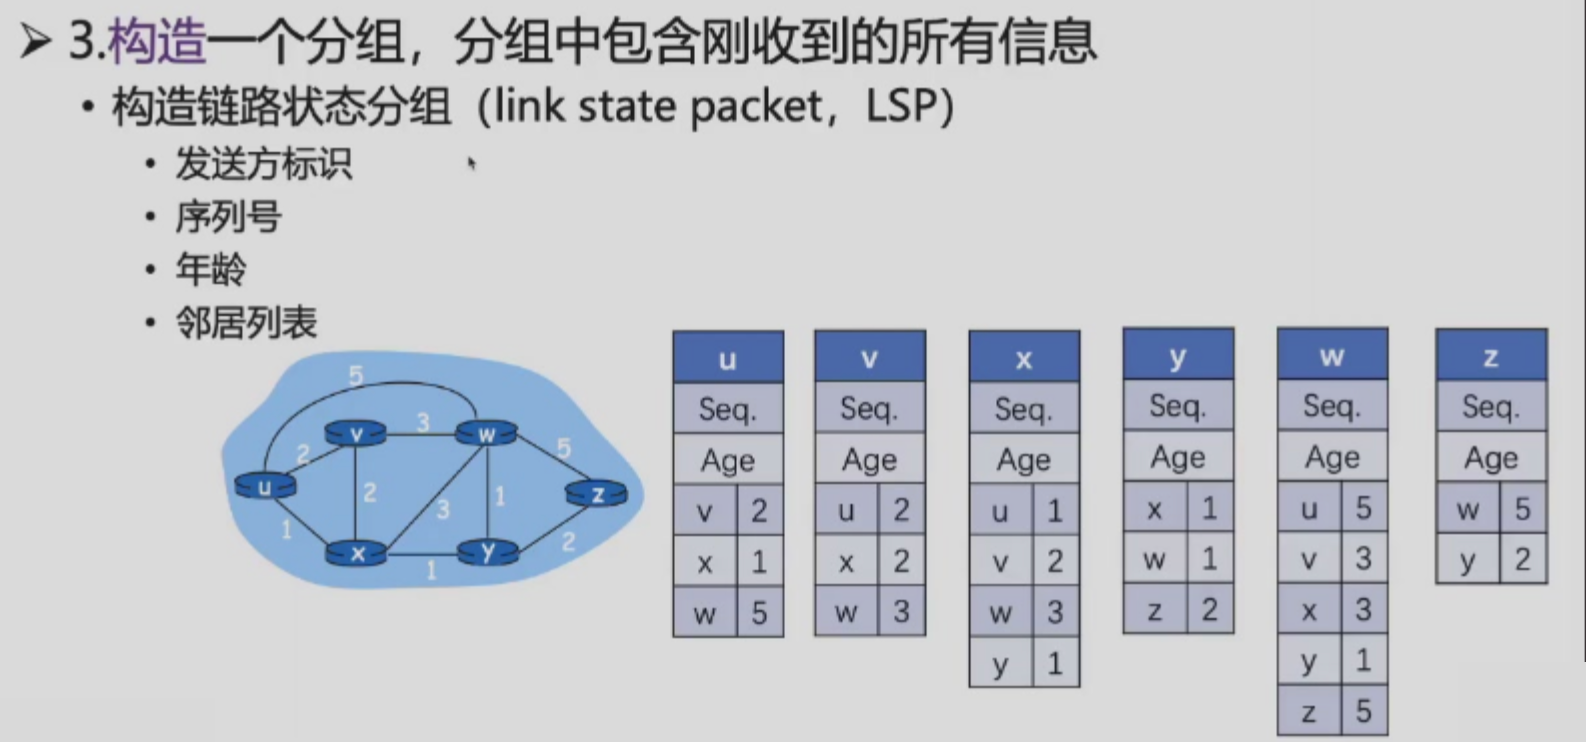 ➢ 3.构造一个分组，分组中包含刚收到的所有信息
• 构造链路状态分组（link state packet，LSP）
• 发送方标识
• 序列号
• 年龄
• 邻居列表
5
v 3 w
2 5
u 2 z
3 1
1 2
x y
1
u
Seq.
Age
v 2
x 1
w 5
v
Seq.
Age
u 2
x 2
w 3
x
Seq.
Age
u 1
v 2
w 3
y 1
y
Seq.
Age
x 1
w 1
z 2
w
Seq.
Age
u 5
v 3
x 3
y 1
z 5
z
Seq.
Age
w 5
y 2